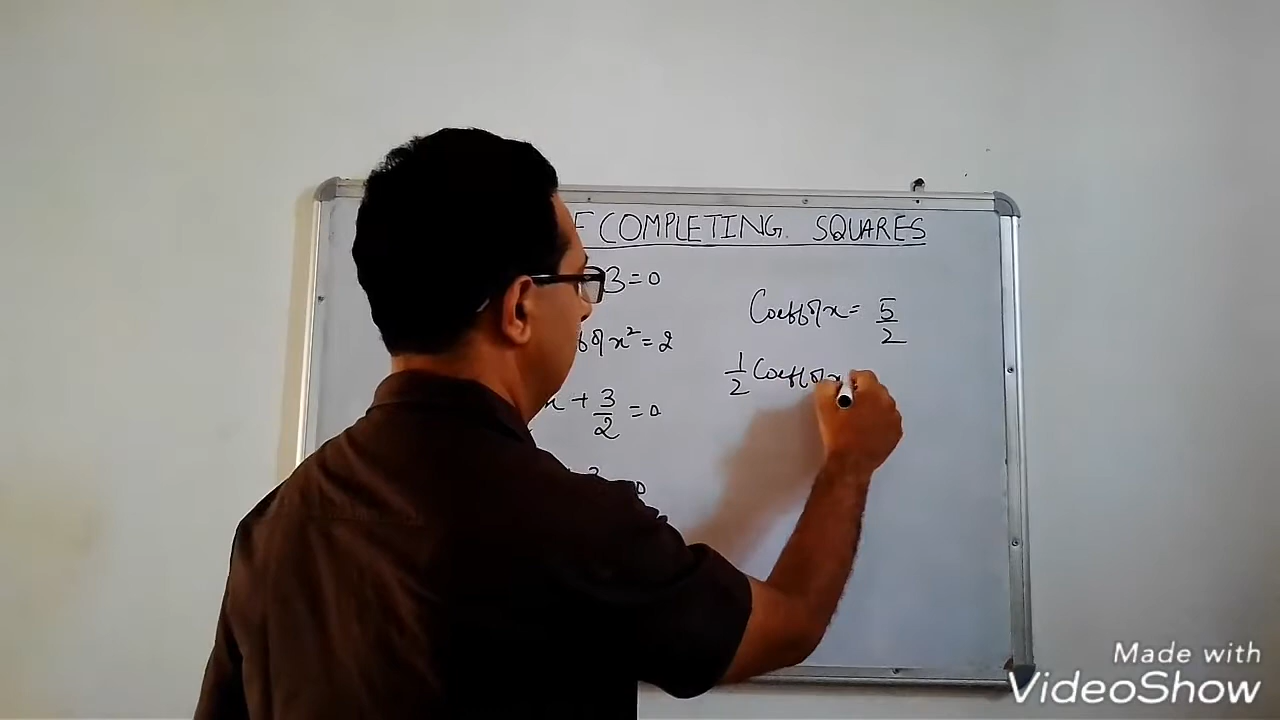 F COMPLETING SQUARES
3=0
x²=2
+ 3/2 = 0
Coeff of x = 5/2
1/2 Coeff of x
Made with
VideoShow